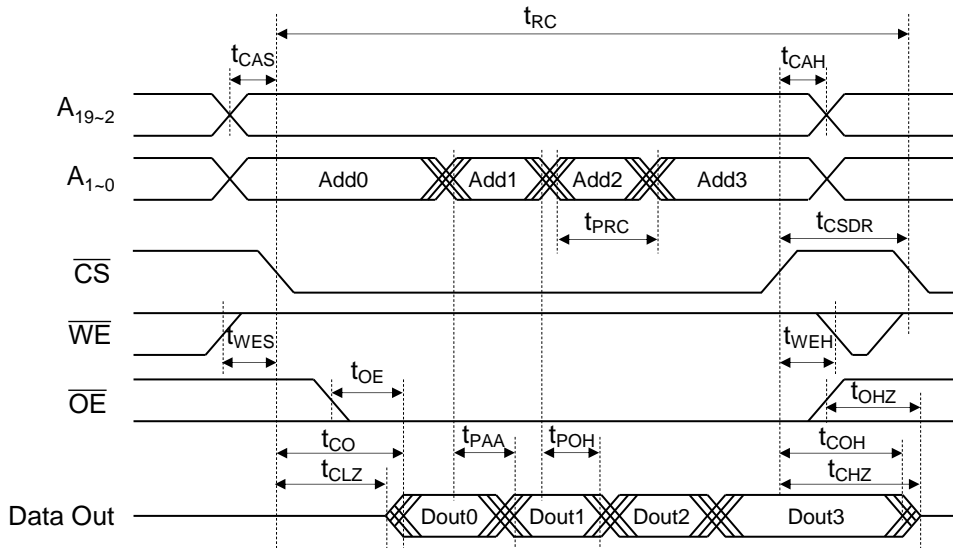 tRC
tCAS
tCAH
A19~2
A1~0
Add0 Add1 Add2 Add3
tPRC
tCSDR
CS
WE
tWES
tWEH
tOE
OE
tOHZ
tCO
tPAA
tPOH
tCOH
tCLZ
tCHZ
Data Out
Dout0 Dout1 Dout2 Dout3